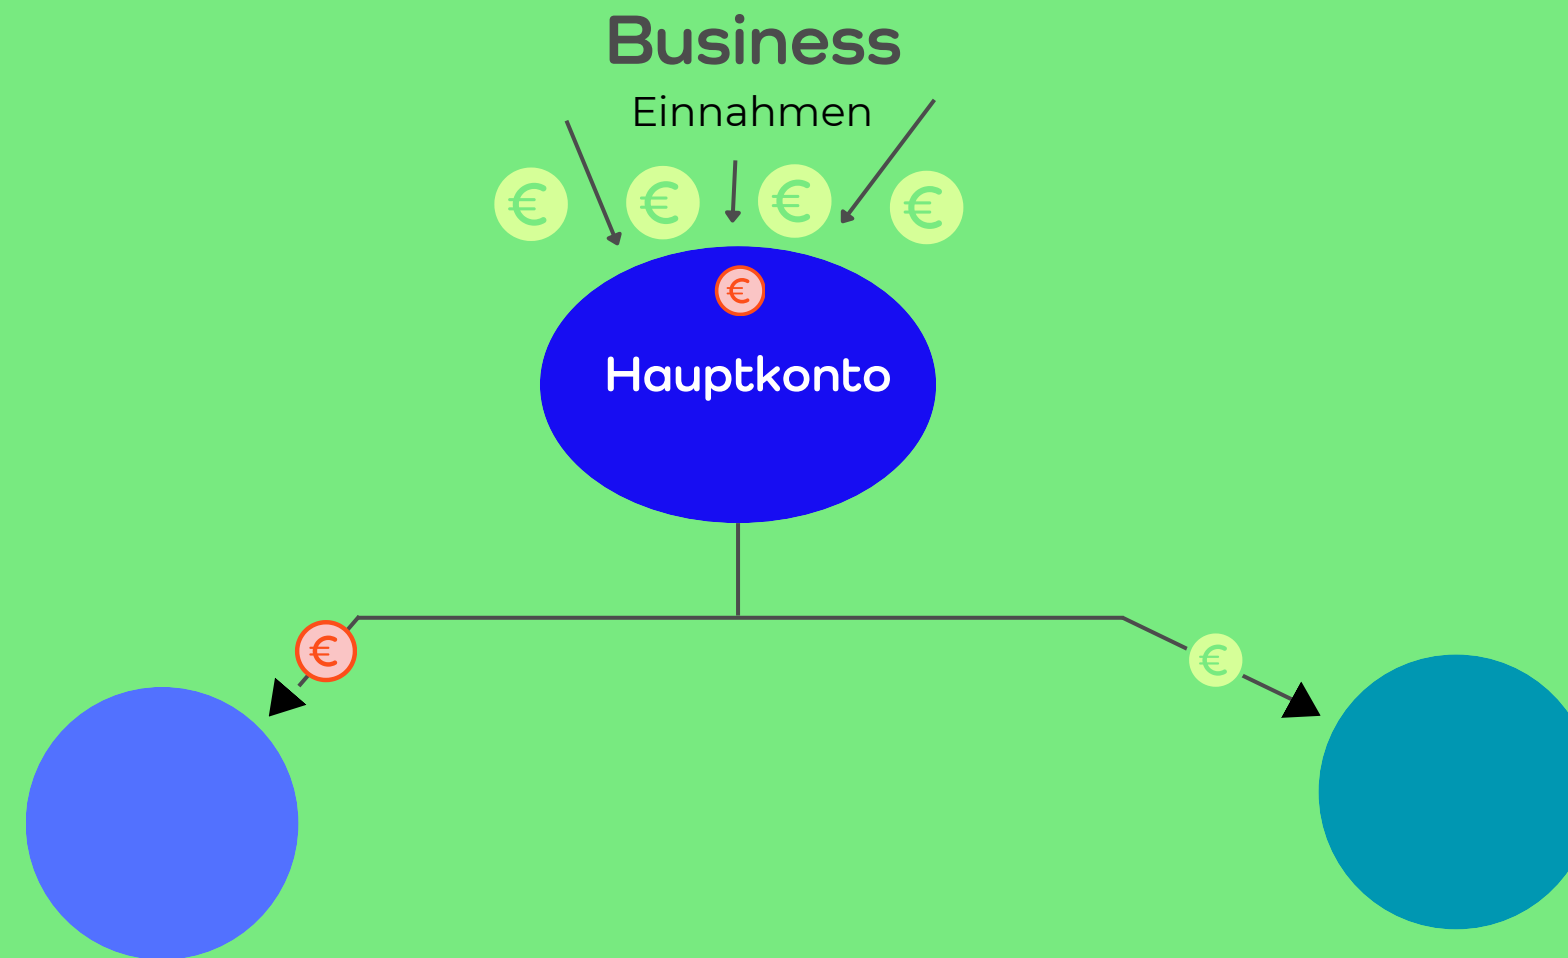 Business
Einnahmen
€ € € €
€
Hauptkonto
€
€